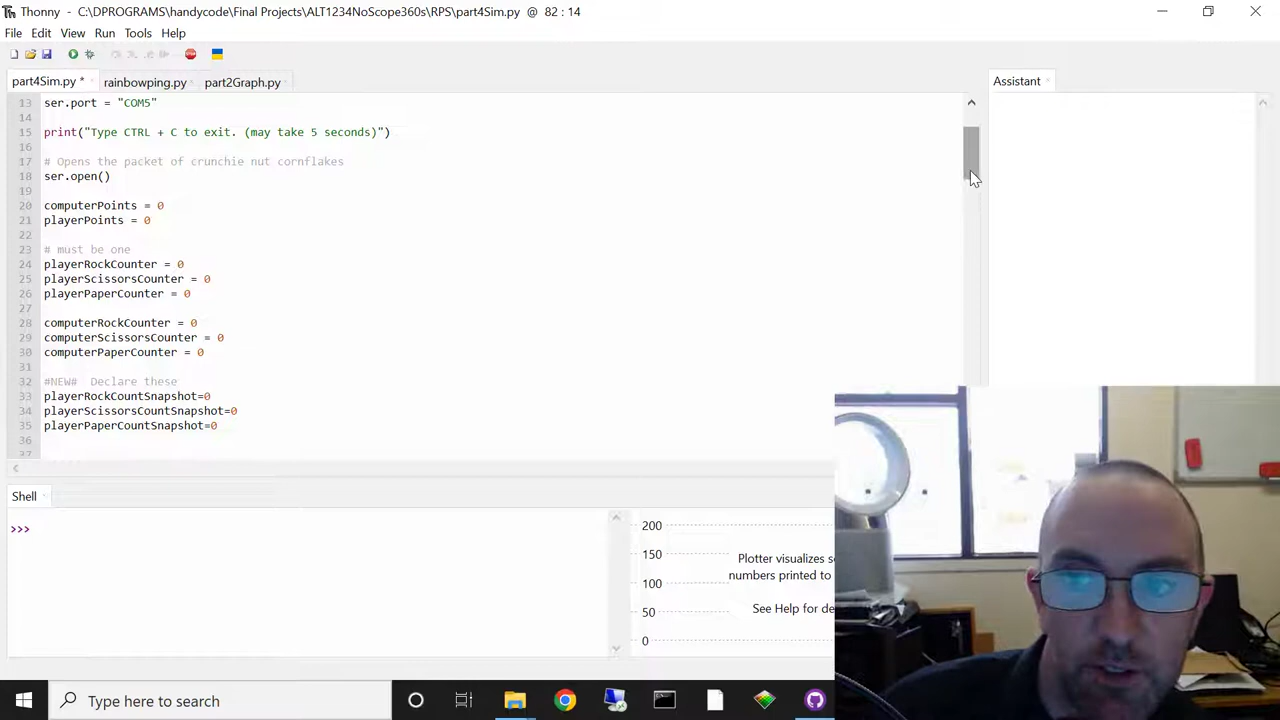 Thonny - C:\DPROGRAMS\handycode\Final Projects\ALT1234NoScope360s\RPS\part4Sim.py @ 82 : 14
File Edit View Run Tools Help
part4Sim.py * rainbowping.py part2Graph.py
Assistant
13 ser.port = "COM5"
14
15 print("Type CTRL + C to exit. (may take 5 seconds)")
16
17 # Opens the packet of crunchie nut cornflakes
18 ser.open()
19
20 computerPoints = 0
21 playerPoints = 0
22
23 # must be one
24 playerRockCounter = 0
25 playerScissorsCounter = 0
26 playerPaperCounter = 0
27
28 computerRockCounter = 0
29 computerScissorsCounter = 0
30 computerPaperCounter = 0
31
32 #NEW# Declare these
33 playerRockCountSnapshot=0
34 playerScissorsCountSnapshot=0
35 playerPaperCountSnapshot=0
36
37
Shell
>>>
200
150
100
50
0
Plotter visualizes
numbers printed to
See Help for
Type here to search